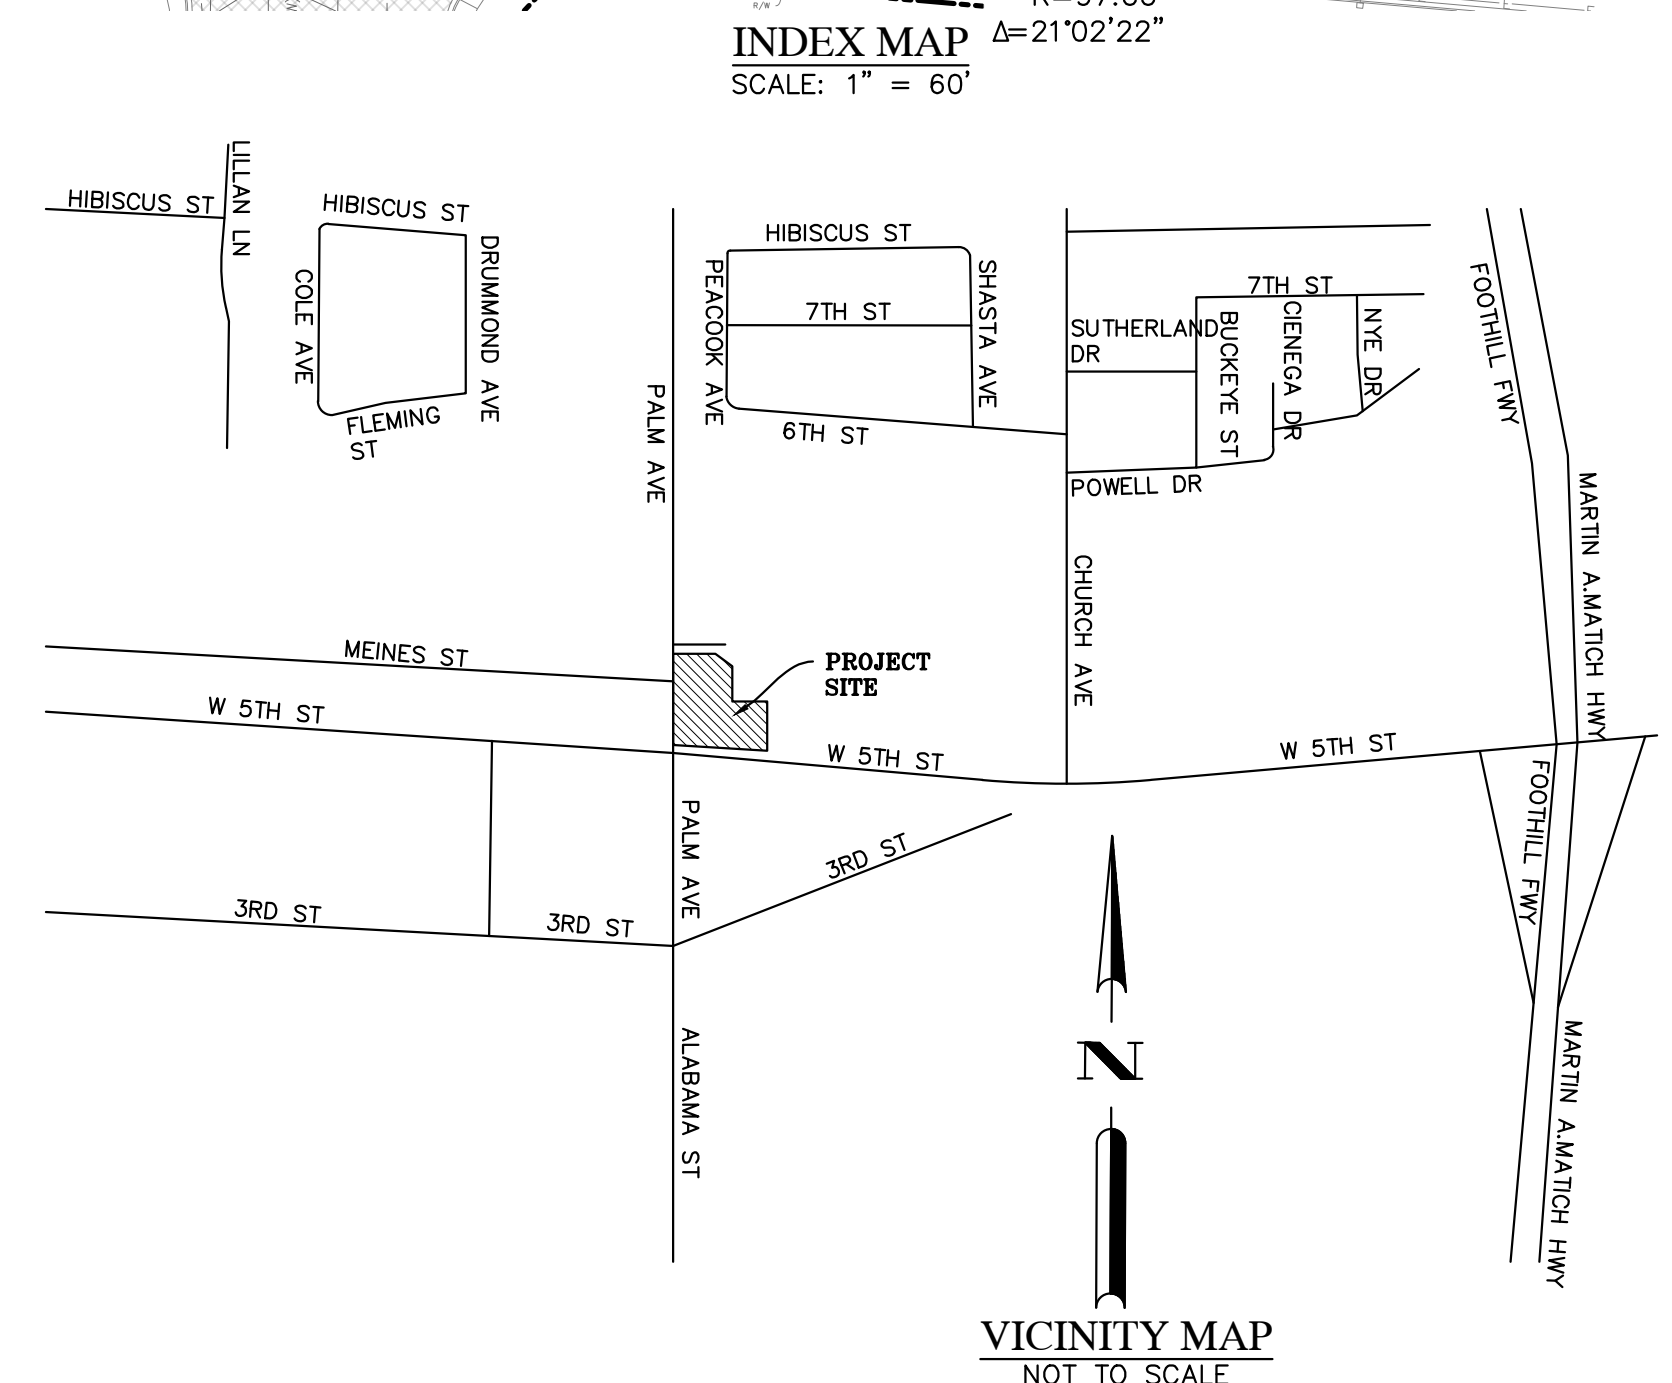 Δ=21°02'22"
INDEX MAP
SCALE: 1" = 60'
R/W
LILLAN LN
HIBISCUS ST
HIBISCUS ST
COLE AVE
DRUMMOND AVE
FLEMING
ST
PALM AVE
HIBISCUS ST
PEACOOK AVE
7TH ST
SHASTA AVE
6TH ST
7TH ST
SUTHERLAND
DR
BUCKEYE ST
CIENEGA DR
NYE DR
POWELL DR
FOOTHILL FWY
MARTIN A.MATICH HWY
CHURCH AVE
MEINES ST
PROJECT
SITE
W 5TH ST
W 5TH ST
W 5TH ST
PALM AVE
3RD ST
3RD ST
3RD ST
FOOTHILL FWY
ALABAMA ST
MARTIN A.MATICH HWY
N
VICINITY MAP
NOT TO SCALE